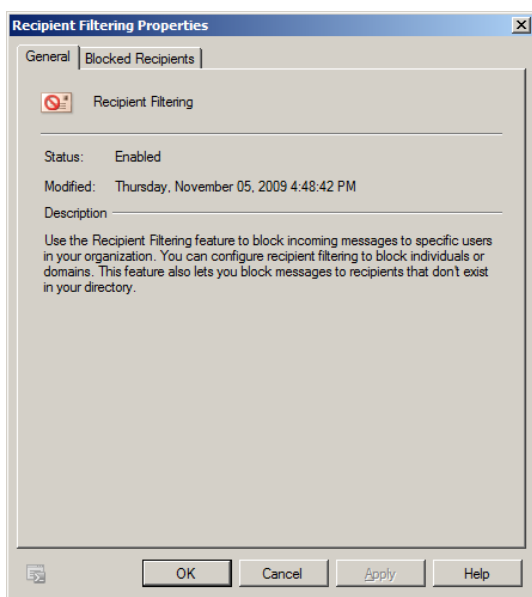 Recipient Filtering Properties
General
Blocked Recipients
Recipient Filtering
Status: Enabled
Modified: Thursday, November 05, 2009 4:48:42 PM
Description
Use the Recipient Filtering feature to block incoming messages to specific users
in your organization. You can configure recipient filtering to block individuals or
domains. This feature also lets you block messages to recipients that don't exist
in your directory.
OK
Cancel
Apply
Help